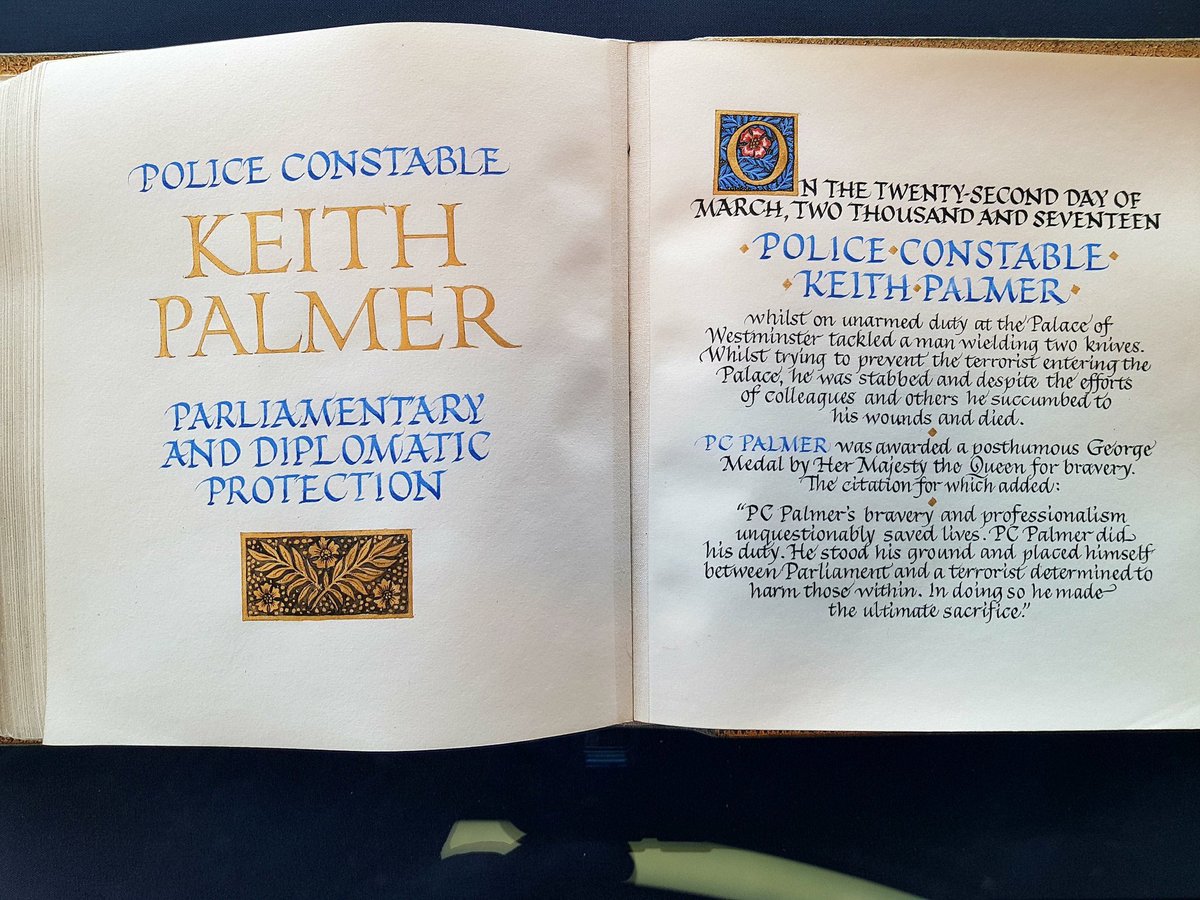 POLICE CONSTABLE
KEITH
PALMER
PARLIAMENTARY
AND DIPLOMATIC
PROTECTION
ON THE TWENTY-SECOND DAY OF
MARCH, TWO THOUSAND AND SEVENTEEN
POLICE·CONSTABLE
KEITH·PALMER
whilst on unarmed duty at the Palace of
Westminster tackled a man wielding two knives.
Whilst trying to prevent the terrorist entering the
Palace, he was stabbed and despite the efforts
of colleagues and others he succumbed to
his wounds and died.
PC PALMER was awarded a posthumous George
Medal by Her Majesty the Queen for bravery.
The citation for which added:
“PC Palmer's bravery and professionalism
unquestionably saved lives. PC Palmer did
his duty. He stood his ground and placed himself
between Parliament and a terrorist determined to
harm those within. In doing so he made
the ultimate sacrifice.”